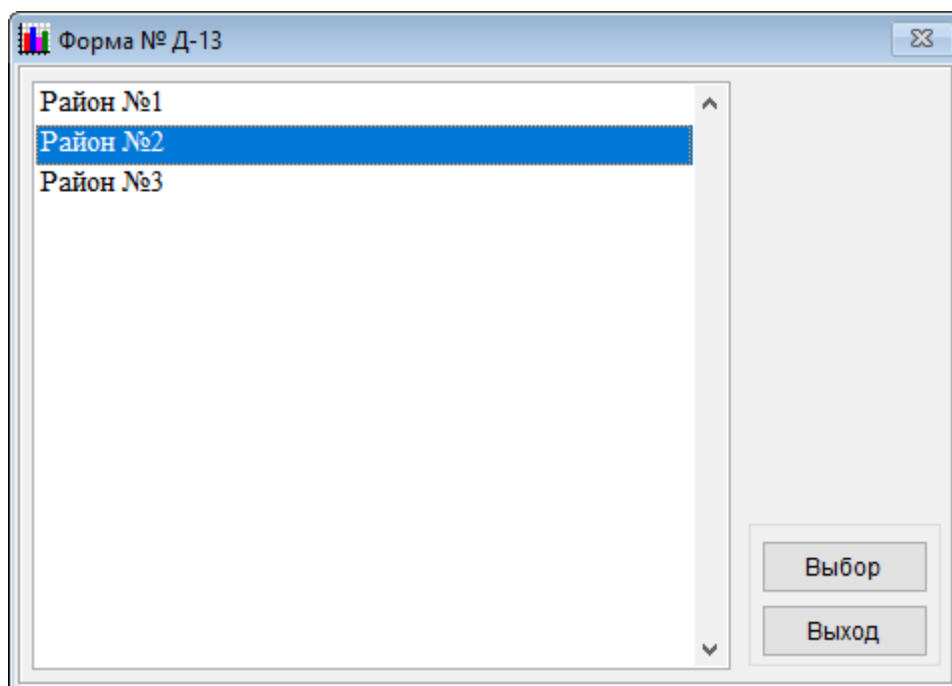 Форма № Д-13
Район №1
Район №2
Район №3
Выбор
Выход